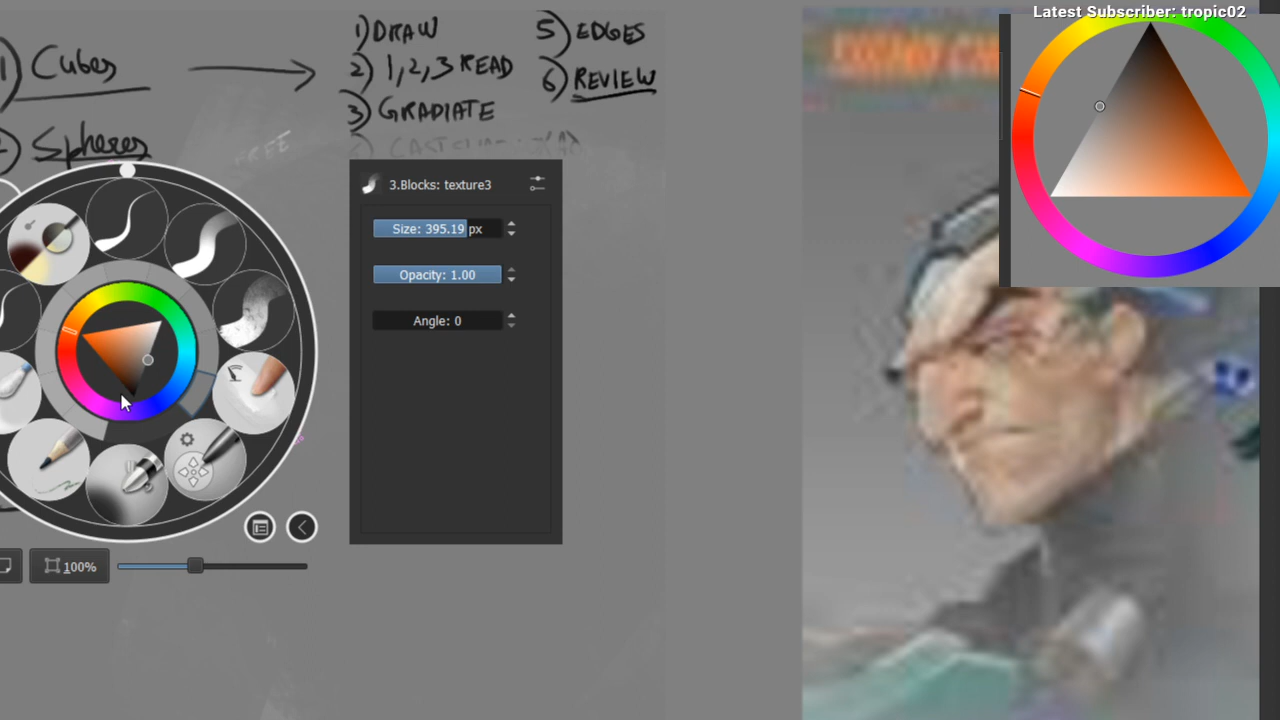 Latest Subscriber: tropic02
1) Cubes
2) Spheres
1) DRAW
2) 1,2,3 READ
3) GRADIATE
5) EDGES
6) REVIEW
FREE
3.Blocks: texture3
Size: 395.19 px
Opacity: 1.00
Angle: 0
100%